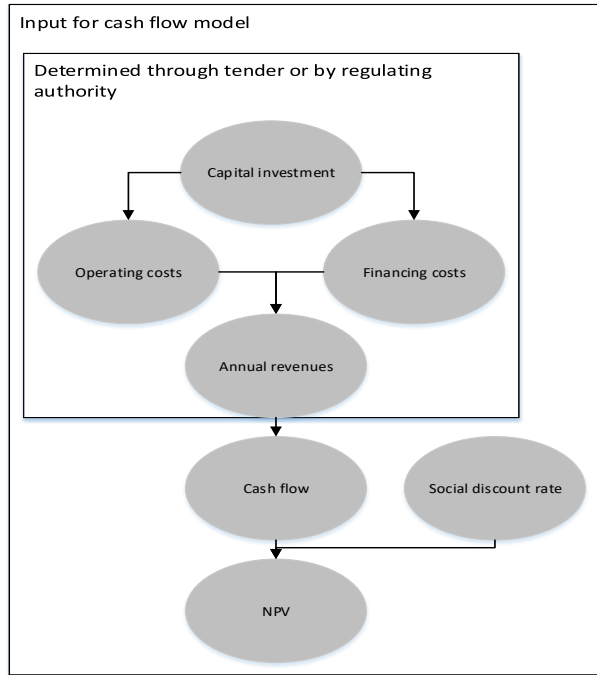 Input for cash flow model
Determined through tender or by regulating
authority
Capital investment
Operating costs
Financing costs
Annual revenues
Cash flow
Social discount rate
NPV